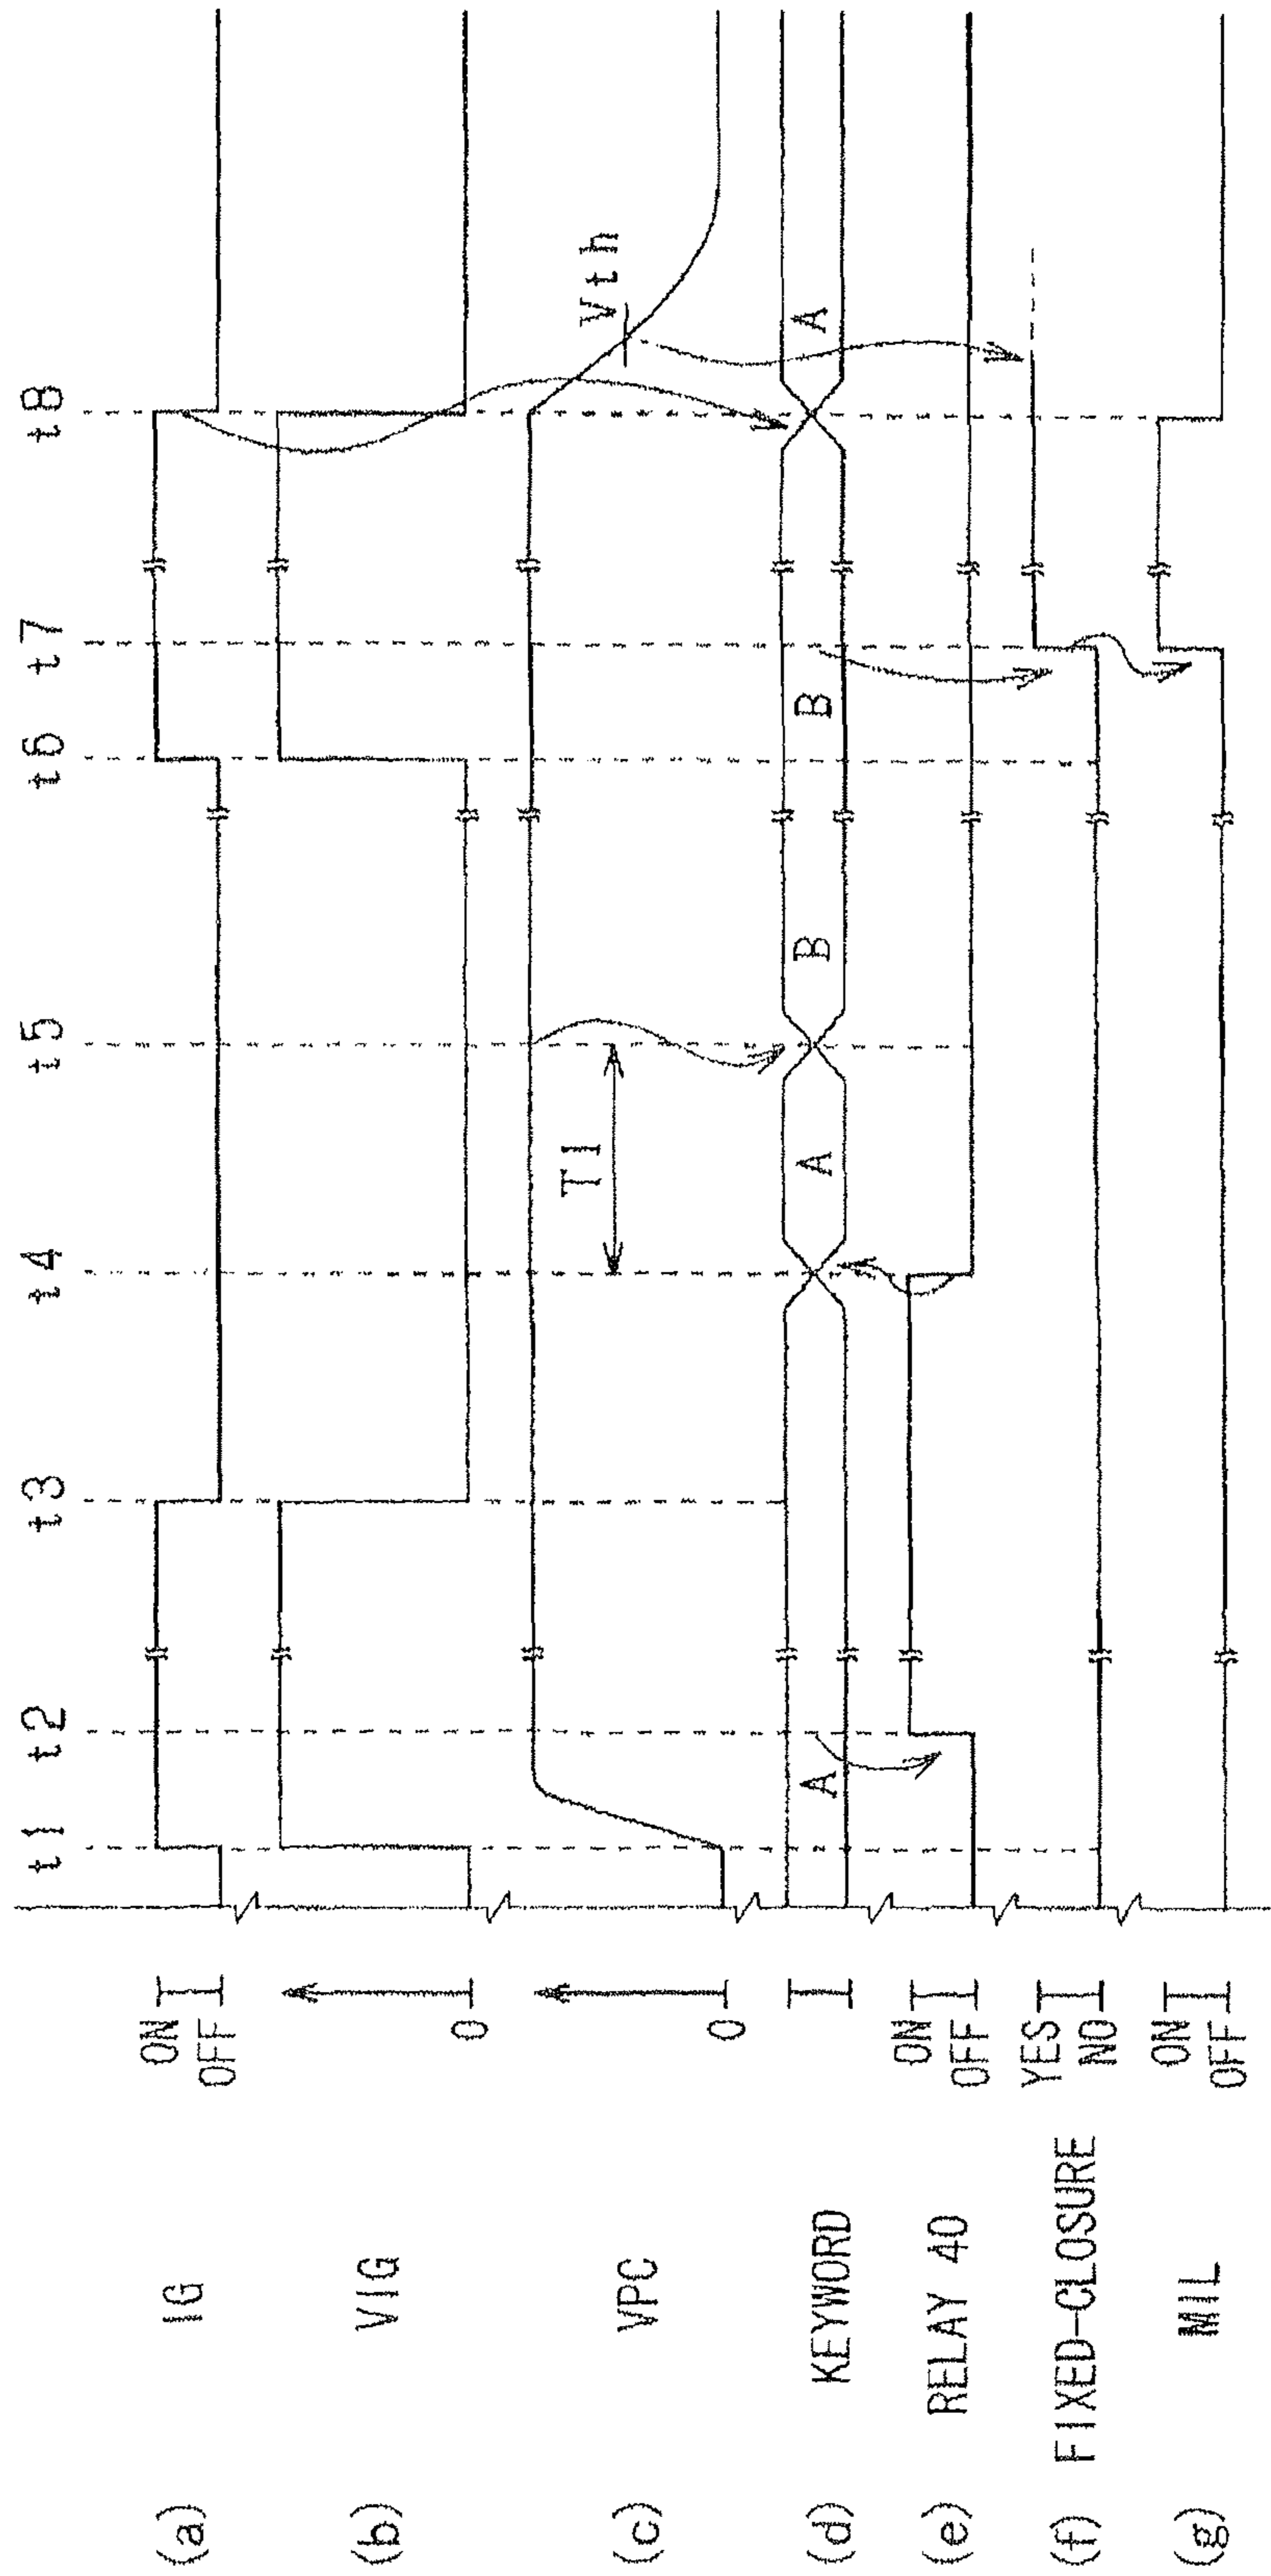 t1 t2 t3 t4 t5 t6 t7 t8
(a) IG ON
OFF
(b) VIG 0
(c) VPC 0
T1
Vth
(d) KEYWORD A A B B A
(e) RELAY 40 ON
OFF
(f) FIXED-CLOSURE YES
NO
(g) MIL ON
OFF